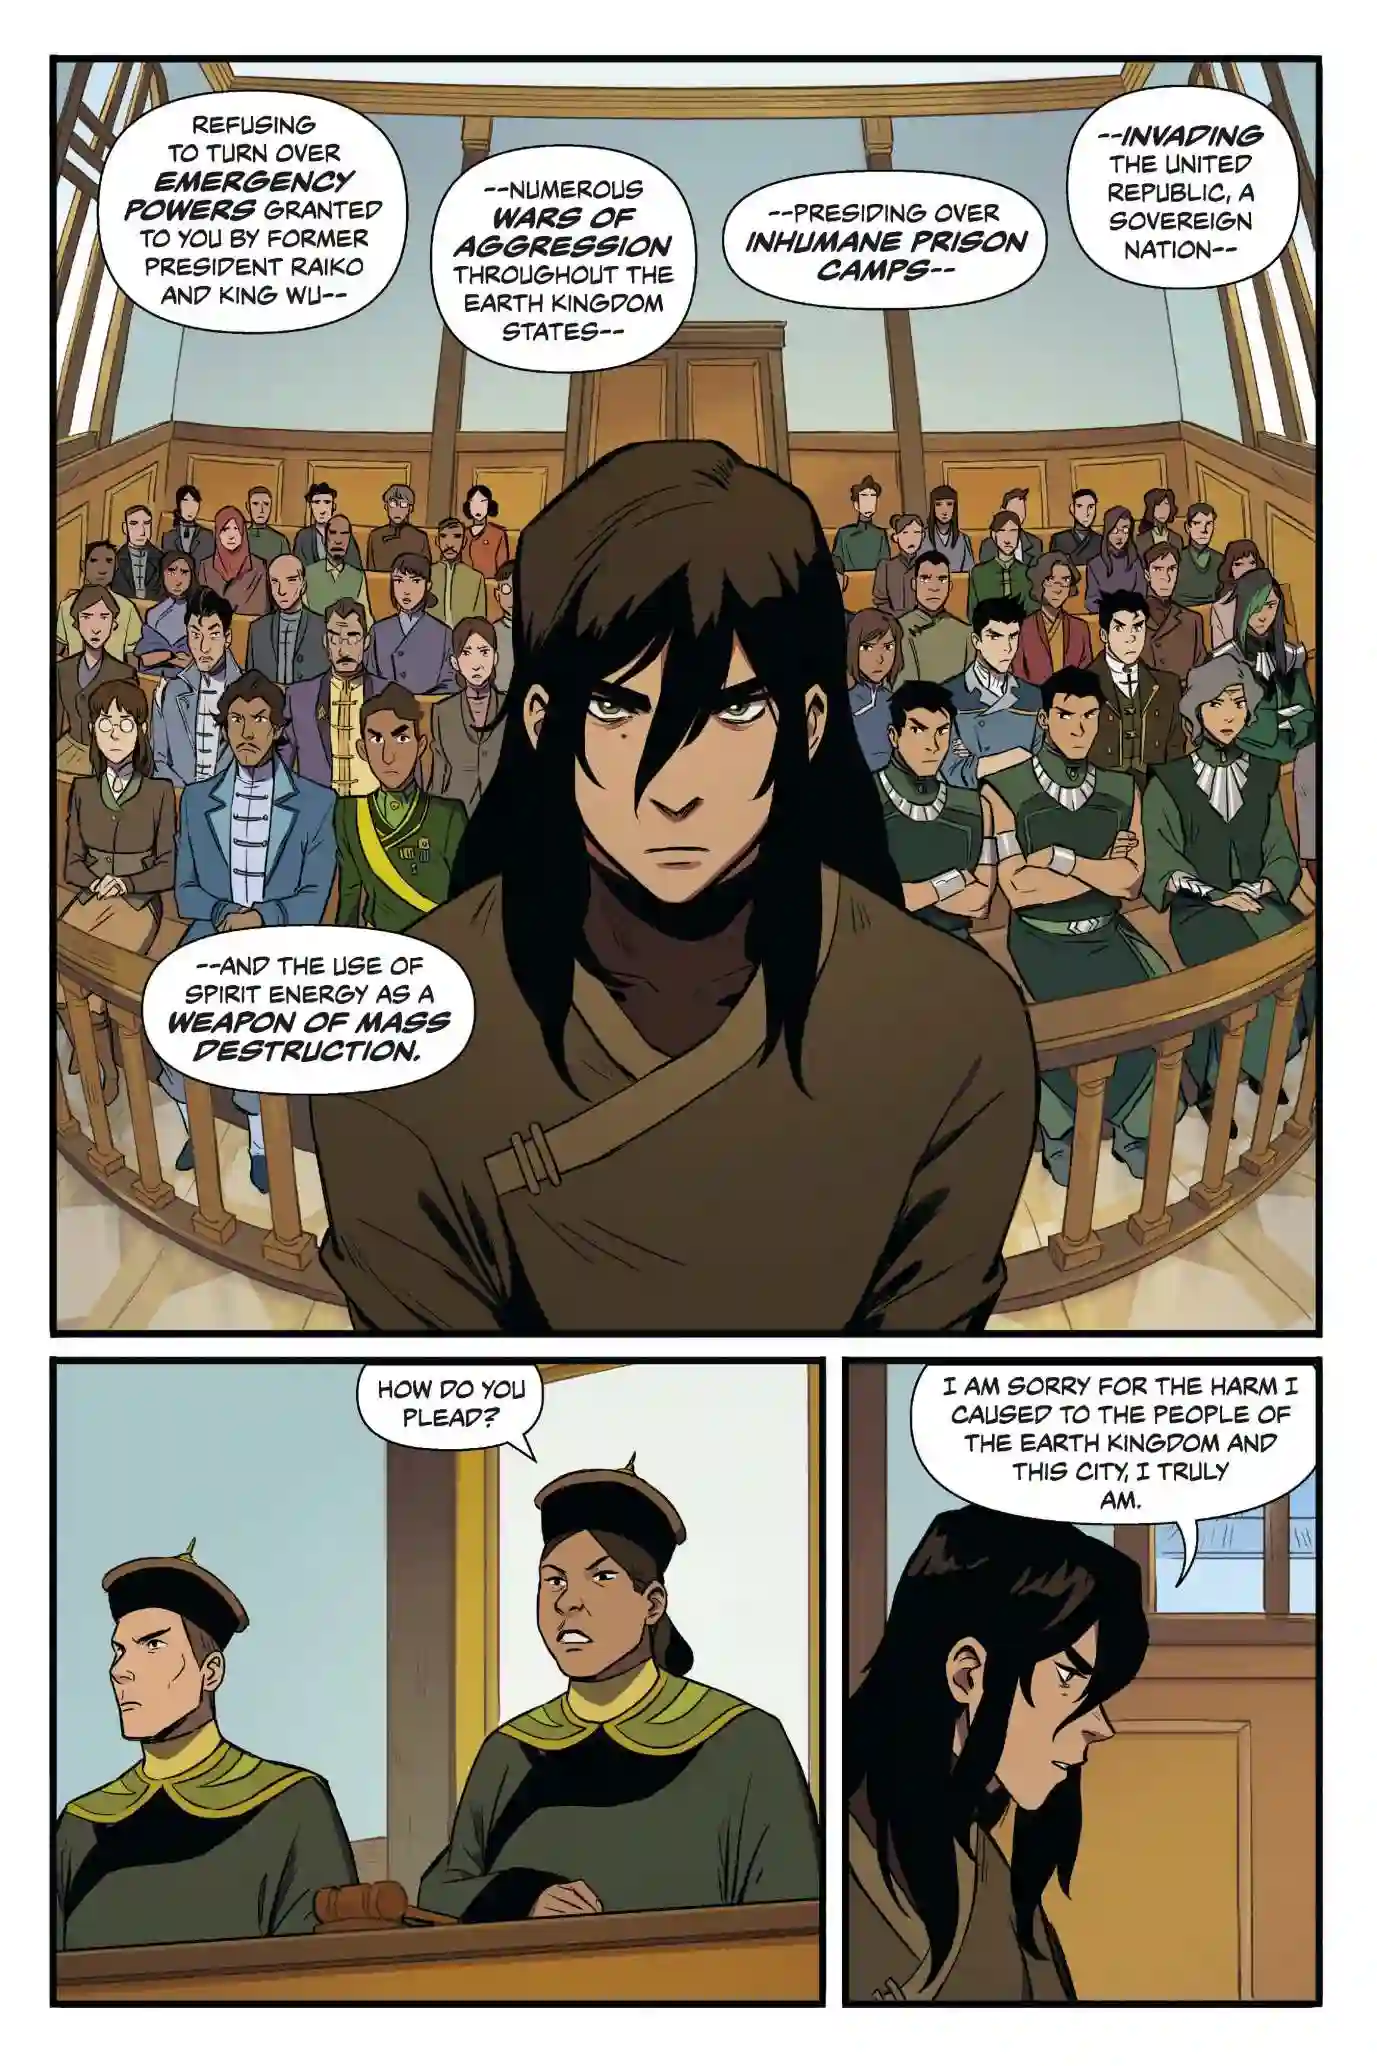 REFUSING
TO TURN OVER
EMERGENCY
POWERS GRANTED
TO YOU BY FORMER
PRESIDENT RAIKO
AND KING WU--
--NUMEROUS
WARS OF
AGGRESSION
THROUGHOUT THE
EARTH KINGDOM
STATES--
--PRESIDING OVER
INHUMANE PRISON
CAMPS--
--INVADING
THE UNITED
REPUBLIC, A
SOVEREIGN
NATION--
--AND THE USE OF
SPIRIT ENERGY AS A
WEAPON OF MASS
DESTRUCTION.
HOW DO YOU
PLEAD?
I AM SORRY FOR THE HARM I
CAUSED TO THE PEOPLE OF
THE EARTH KINGDOM AND
THIS CITY, I TRULY
AM.